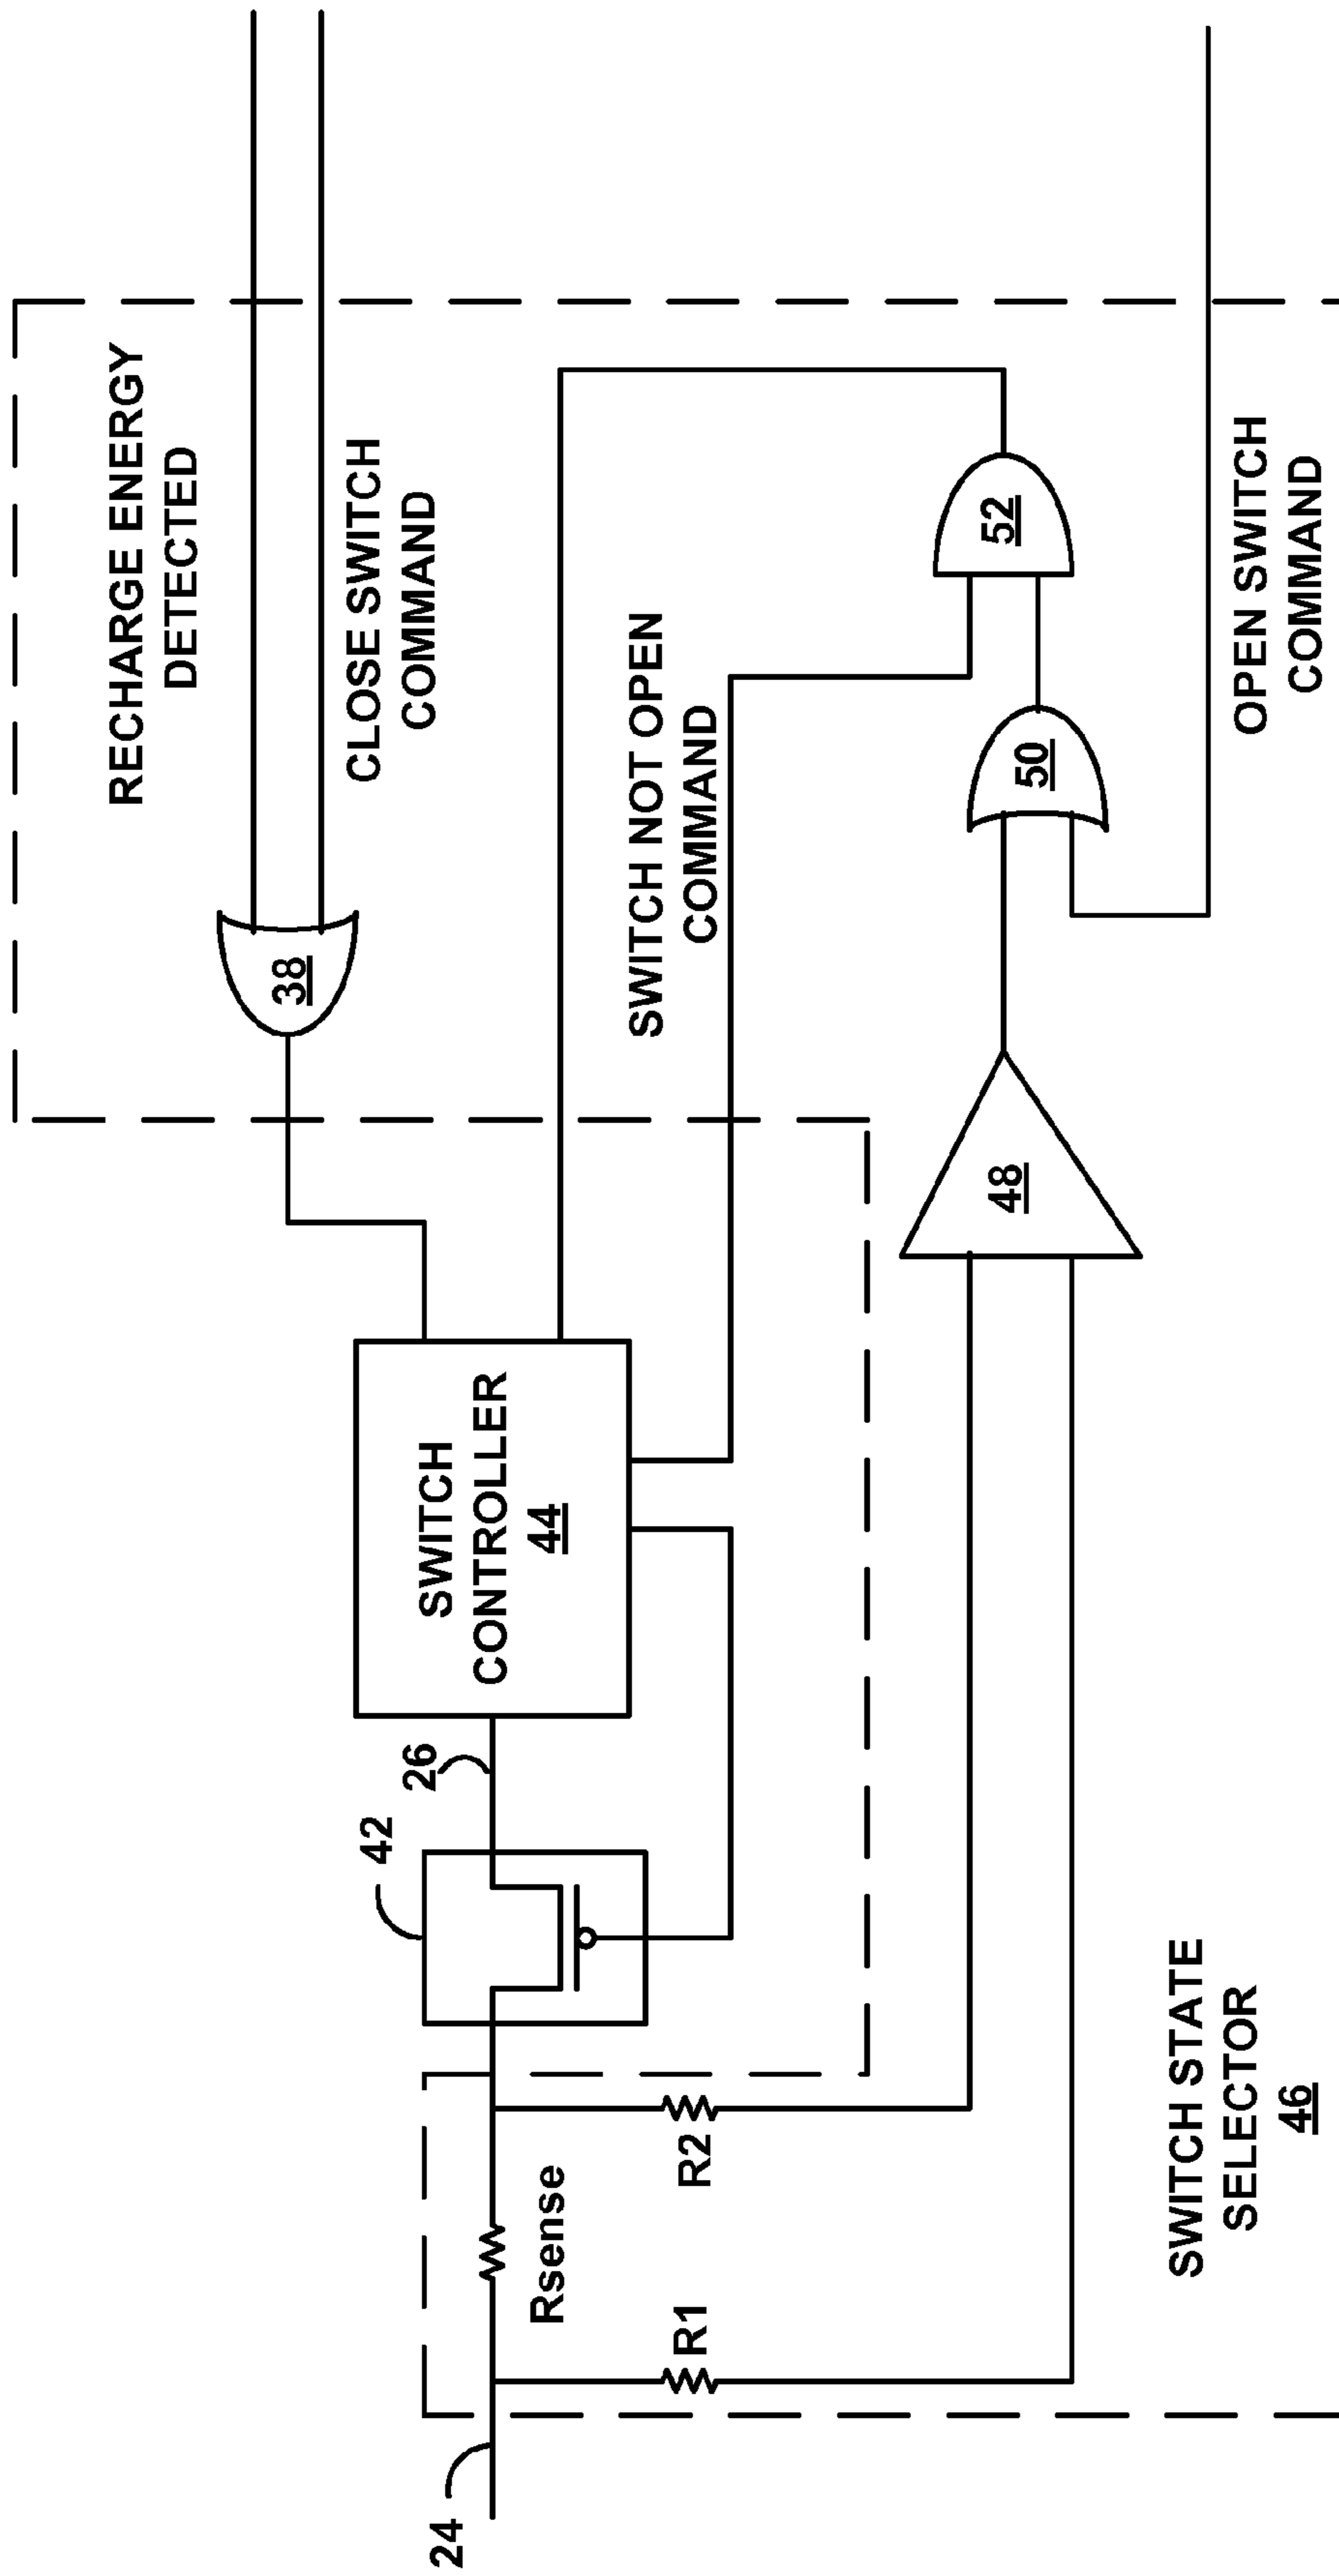 RECHARGE ENERGY
DETECTED
CLOSE SWITCH
COMMAND
38
SWITCH
CONTROLLER
44
26
42
24
Rsense
R1
R2
SWITCH NOT OPEN
COMMAND
52
50
48
OPEN SWITCH
COMMAND
SWITCH STATE
SELECTOR
46